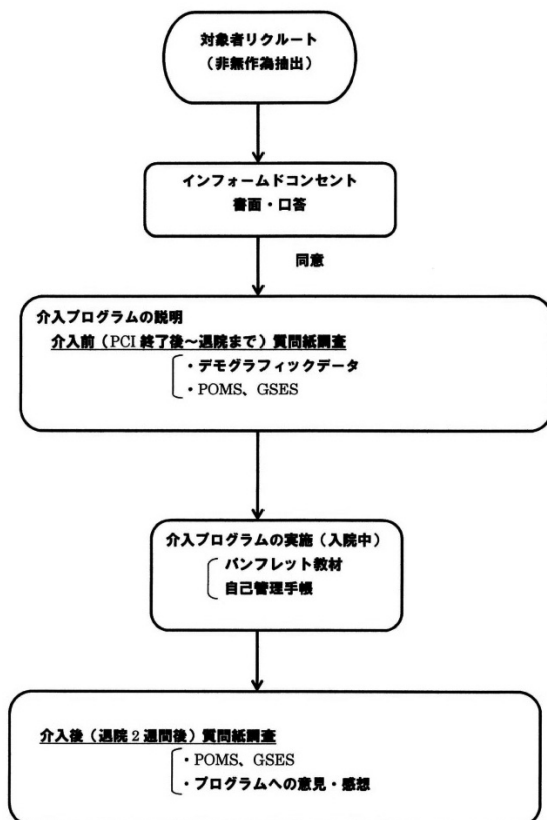 対象者リクルート
（非無作為抽出）
インフォームドコンセント
書面・口答
同意
介入プログラムの説明
介入前（PCI 終了後～退院まで）質問紙調査
・デモグラフィックデータ
・POMS、GSES
介入プログラムの実施（入院中）
パンフレット教材
自己管理手帳
介入後（退院 2 週間後）質問紙調査
・POMS、GSES
・プログラムへの意見・感想